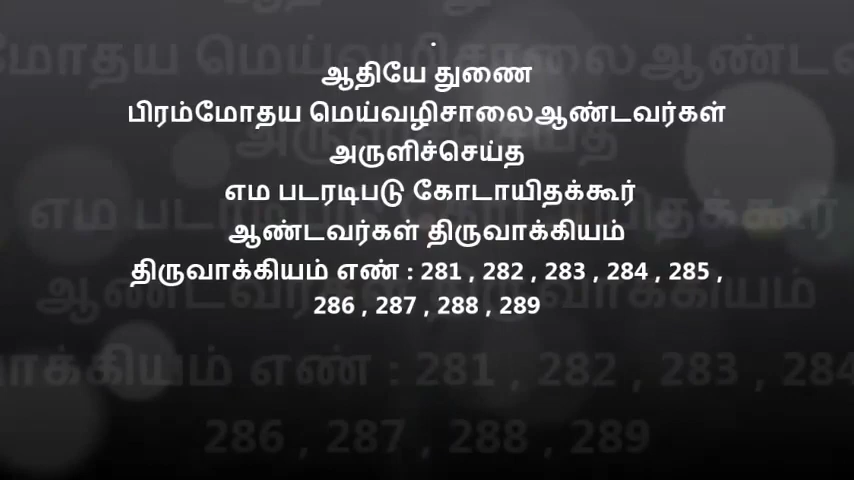 ஆதியே துணை
பிரம்மோதய மெய்வழிசாலைஆண்டவர்கள்
அருளிச்செய்த
எம படரடிபடு கோடாயிதக்கூர்
ஆண்டவர்கள் திருவாக்கியம்
திருவாக்கியம் எண் : 281 , 282 , 283 , 284 , 285 ,
286 , 287 , 288 , 289